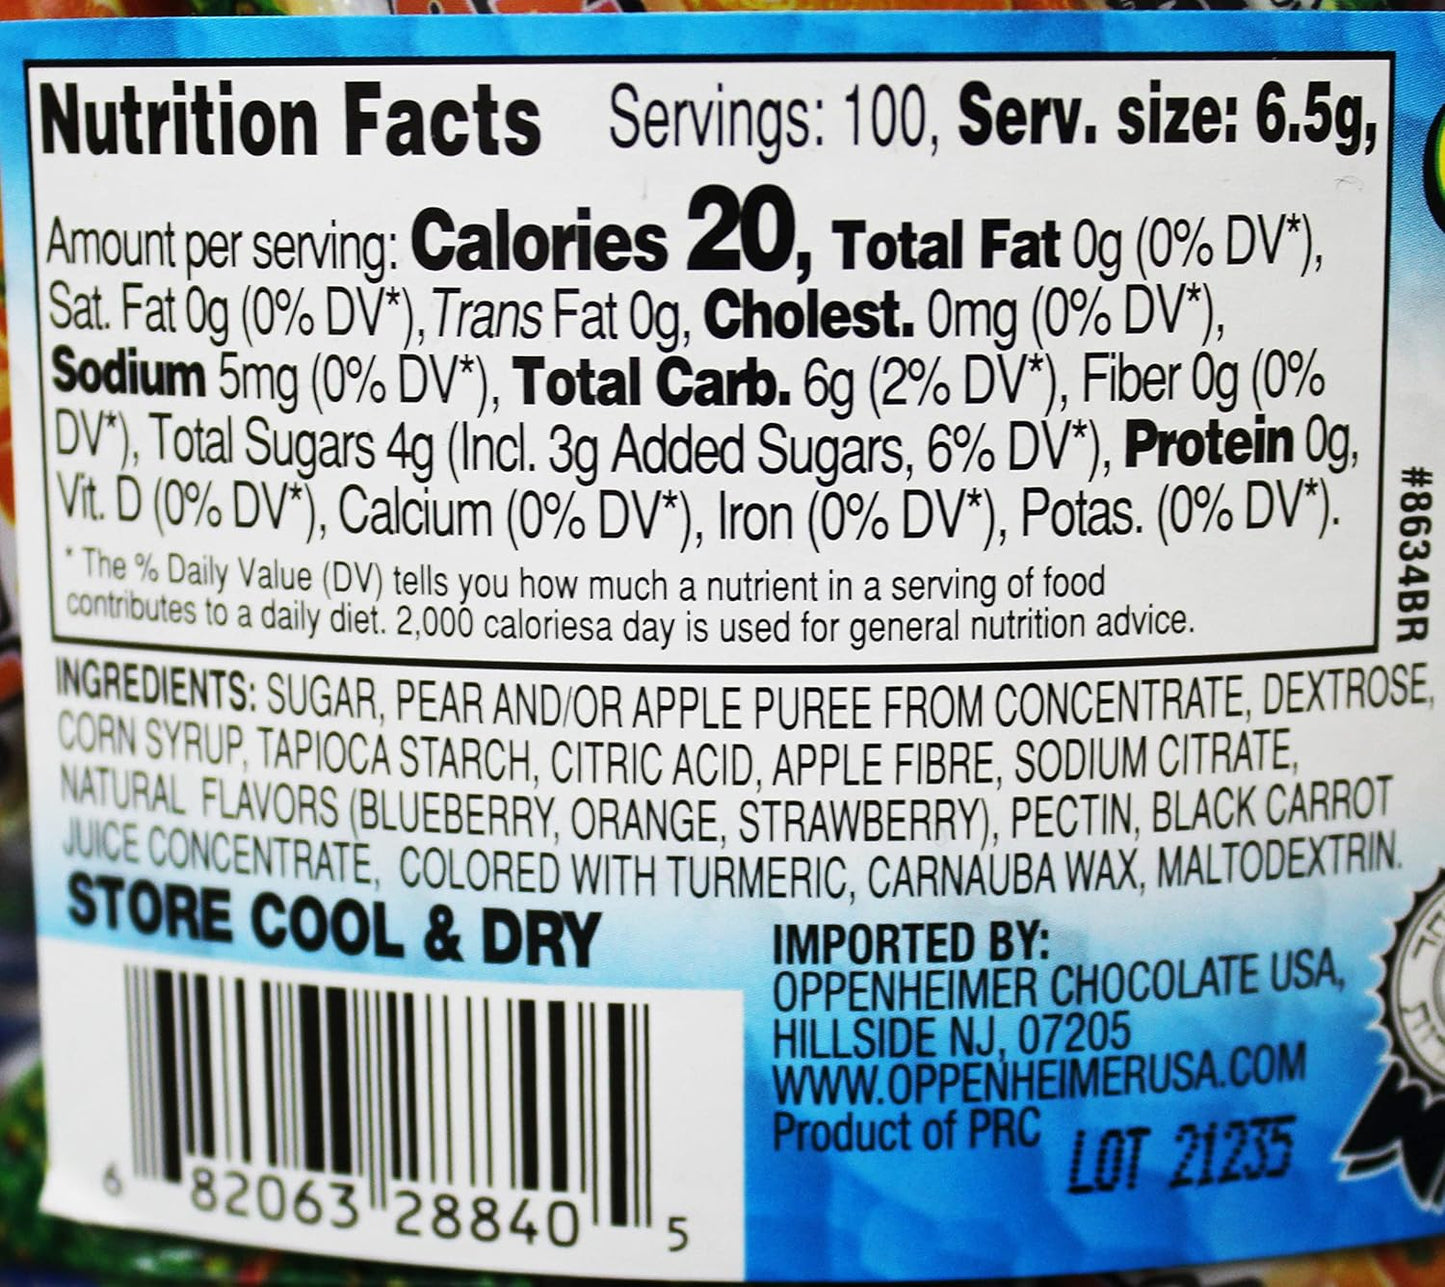 Nutrition Facts Servings: 100, Serv. size: 6.5g,
Amount per serving: Calories 20, Total Fat 0g (0% DV*),
Sat. Fat 0g (0% DV*), Trans Fat 0g, Cholest. 0mg (0% DV*),
Sodium 5mg (0% DV*), Total Carb. 6g (2% DV*), Fiber 0g (0%
DV*), Total Sugars 4g (Incl. 3g Added Sugars, 6% DV*), Protein 0g,
Vit. D (0% DV*), Calcium (0% DV*), Iron (0% DV*), Potas. (0% DV*).
* The % Daily Value (DV) tells you how much a nutrient in a serving of food
contributes to a daily diet. 2,000 caloriesa day is used for general nutrition advice.
#8634BR
INGREDIENTS: SUGAR, PEAR AND/OR APPLE PUREE FROM CONCENTRATE, DEXTROSE,
CORN SYRUP, TAPIOCA STARCH, CITRIC ACID, APPLE FIBRE, SODIUM CITRATE,
NATURAL FLAVORS (BLUEBERRY, ORANGE, STRAWBERRY), PECTIN, BLACK CARROT
JUICE CONCENTRATE, COLORED WITH TURMERIC, CARNAUBA WAX, MALTODEXTRIN.
STORE COOL & DRY
IMPORTED BY:
OPPENHEIMER CHOCOLATE USA,
HILLSIDE NJ, 07205
WWW.OPPENHEIMERUSA.COM
Product of PRC
LOT 21235
6 82063 28840 5